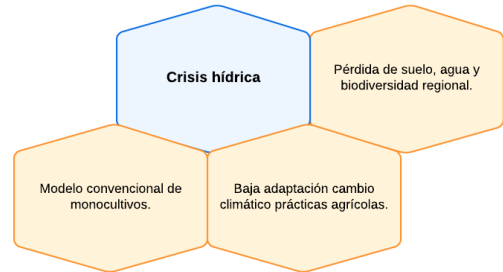 Crisis hídrica
Pérdida de suelo, agua y
biodiversidad regional.
Modelo convencional de
monocultivos.
Baja adaptación cambio
climático prácticas agrícolas.